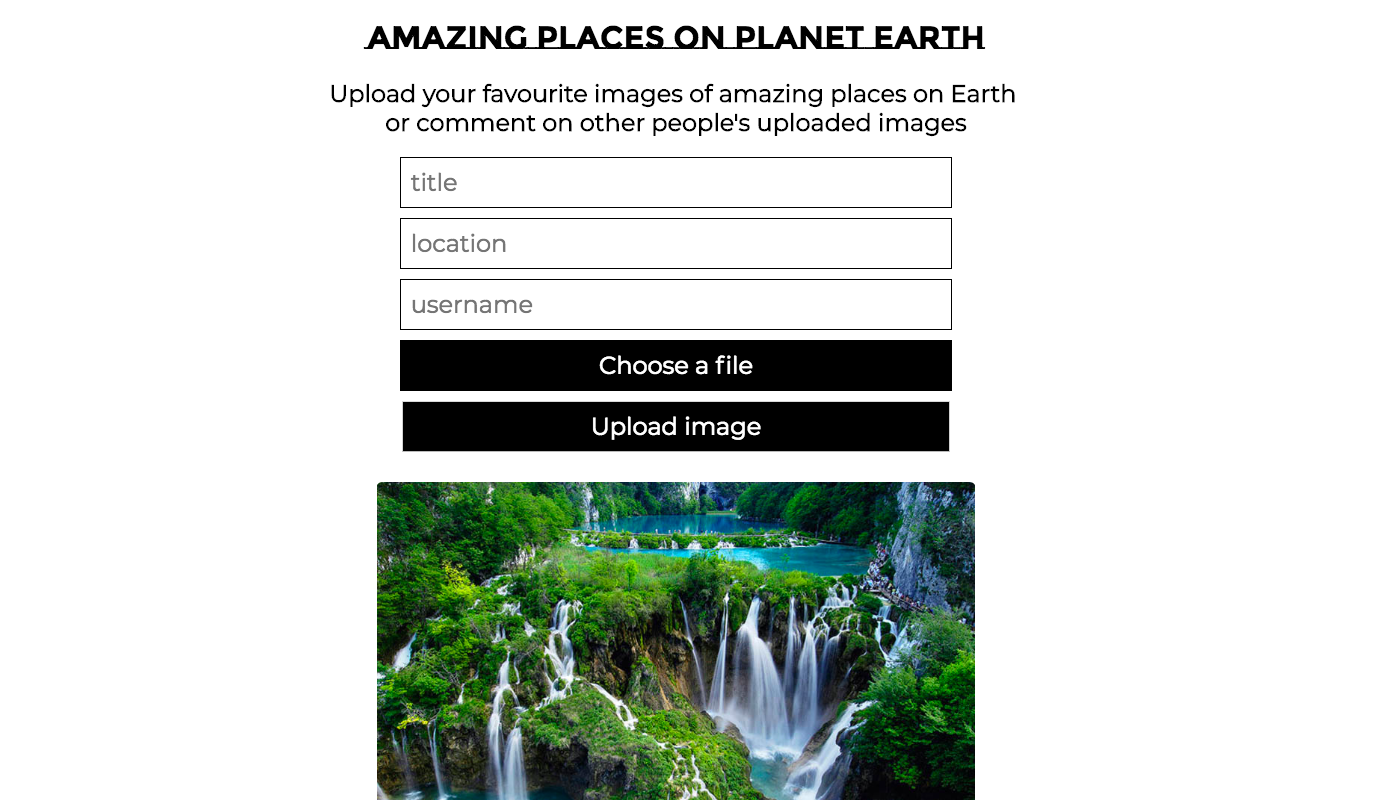 AMAZING PLACES ON PLANET EARTH
Upload your favourite images of amazing places on Earth
or comment on other people's uploaded images
title
location
username
Choose a file
Upload image